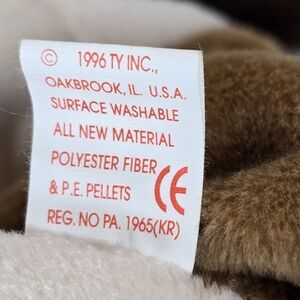 © 1996 TY INC.,
OAKBROOK, IL. U.S.A.
SURFACE WASHABLE
ALL NEW MATERIAL
POLYESTER FIBER
& P.E. PELLETS CE
REG. NO PA. 1965(KR)